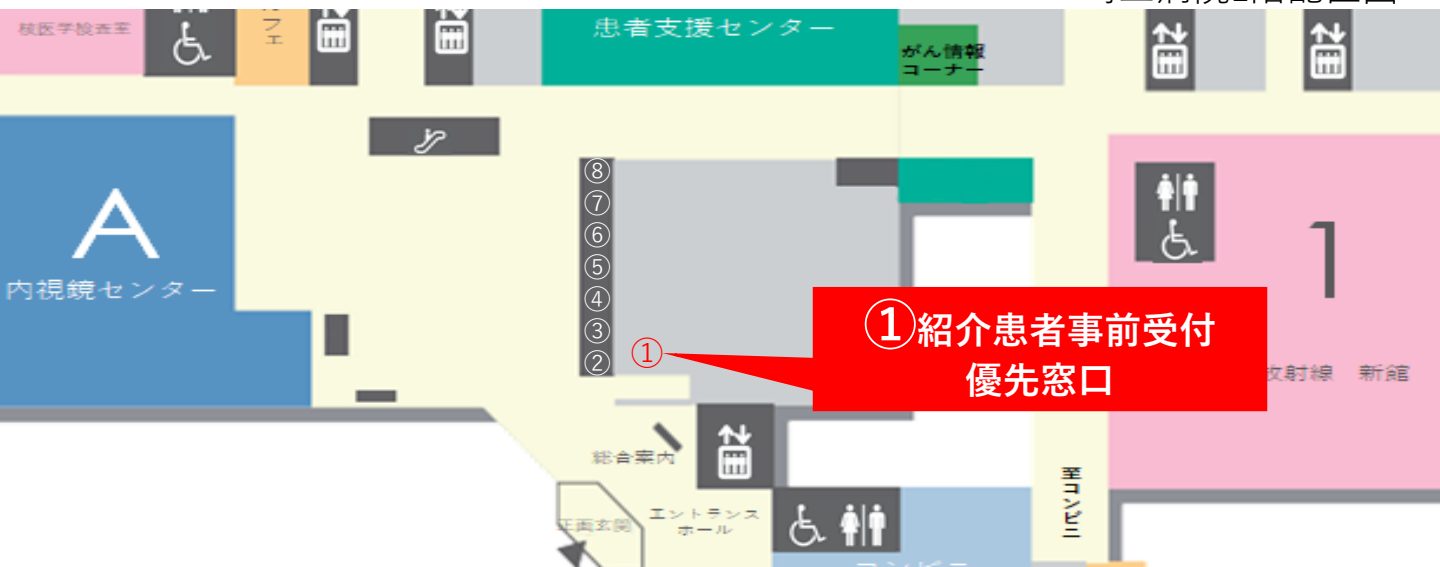 核医学検査室
患者支援センター
がん情報
コーナー
A
内視鏡センター
⑧
⑦
⑥
⑤
④
③
②
①
①紹介患者事前受付
優先窓口
1
放射線 新館
総合案内
エントランス
ホール
正面玄関
至コンビニ